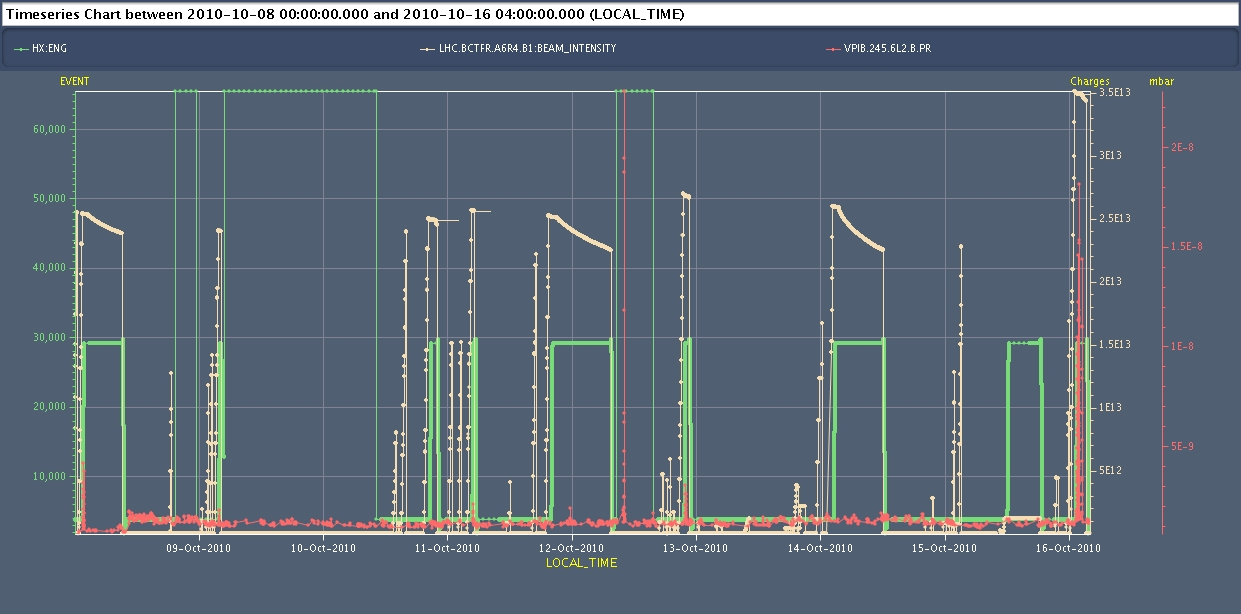 Timeseries Chart between 2010-10-08 00:00:00.000 and 2010-10-16 04:00:00.000 (LOCAL_TIME)
HX:ENG LHC.BCTFR.A6R4.B1:BEAM_INTENSITY VPIB.245.6L2.B.PR
EVENT Charges mbar
3.5E13
60,000 3E13 2E-8
50,000 2.5E13 1.5E-8
40,000 2E13
30,000 1.5E13 1E-8
20,000 1E13
10,000 5E12 5E-9
09-Oct-2010 10-Oct-2010 11-Oct-2010 12-Oct-2010 13-Oct-2010 14-Oct-2010 15-Oct-2010 16-Oct-2010
LOCAL_TIME